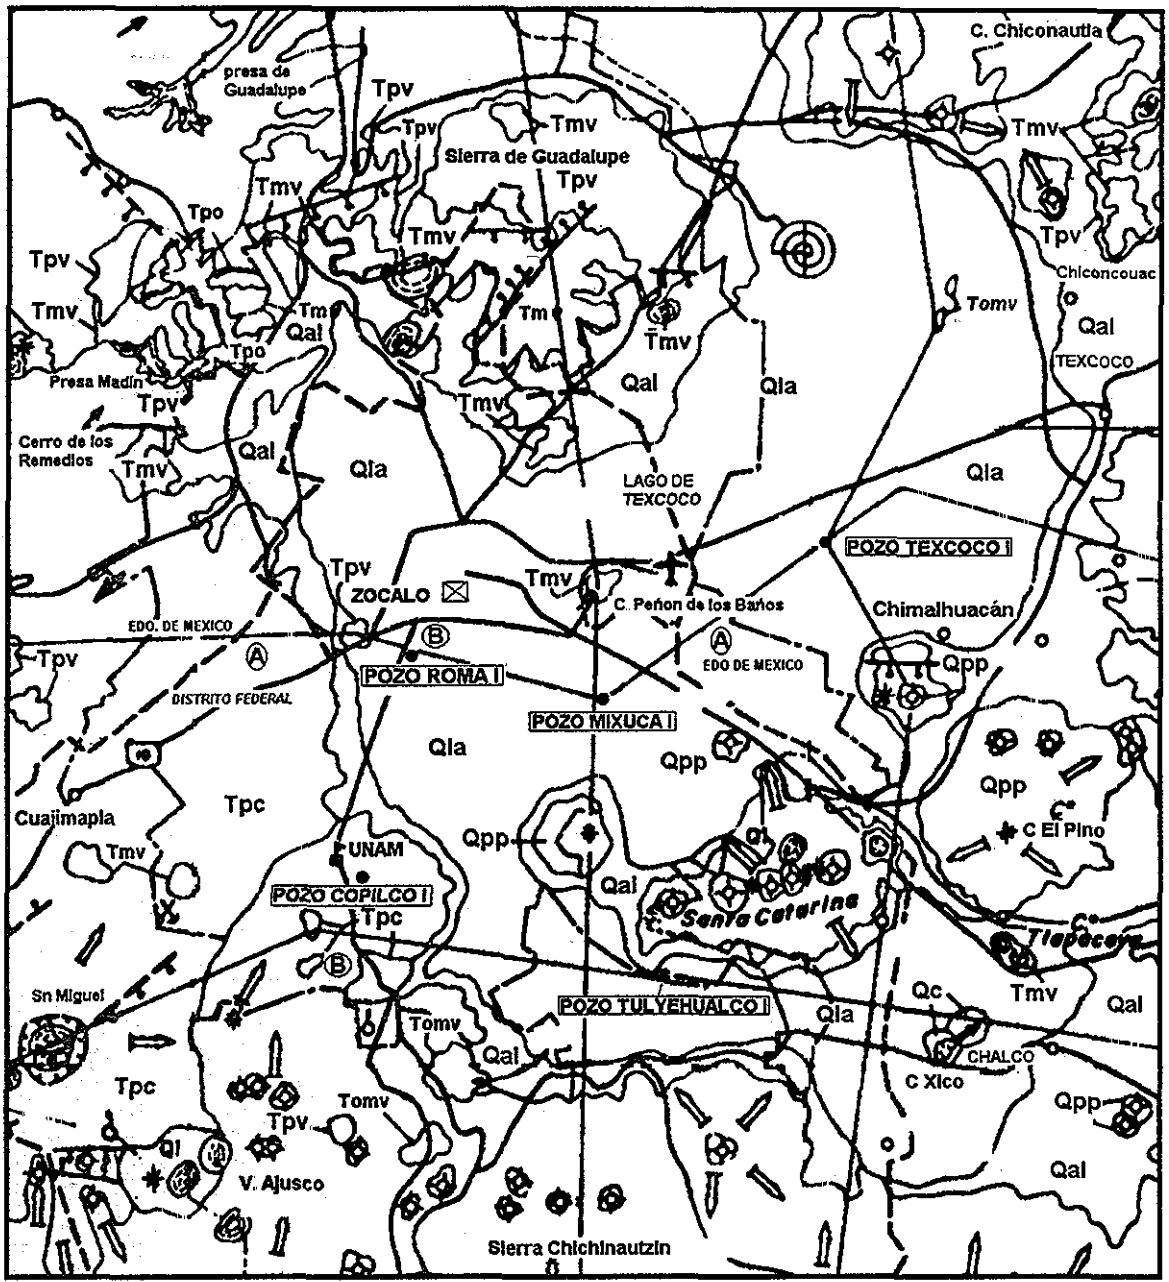 C. Chiconautla
presa de
Guadalupe
Tpv
Tpv
Tmv
Tmv
Sierra de Guadalupe
Tpv
Tmv
Tpo
Tmv
Tpv
Tpv
Chiconcouac
Tmv
Tm
Tm
Tomv
Qal
Qal
Tpo
Tmv
TEXCOCO
Presa Madín
Tpv
Qal
Qla
Tmv
Cerro de los
Remedios
Qal
Tmv
Qla
Qla
LAGO DE
TEXCOCO
POZO TEXCOCO I
Tpv
Tmv
ZOCALO
C. Peñon de los Baños
Chimalhuacán
EDO. DE MEXICO
B
A
A
EDO DE MEXICO
Tpv
Qpp
POZO ROMA I
DISTRITO FEDERAL
POZO MIXUCA I
Qla
Qpp
Qpp
Tpc
Cuajimapla
Qpp
C°
C El Pino
UNAM
Tmv
Ql
Qal
POZO COPILCO I
Santa Catarina
Tpc
C°
Tlapacoya
B
Sn Miguel
Tmv
Qc
Qal
POZO TULYEHUALCO I
Qla
Tomv
Qal
CHALCO
C Xico
Tpc
Tomv
Qpp
Tpv
Ql
Qal
V. Ajusco
Sierra Chichinautzin